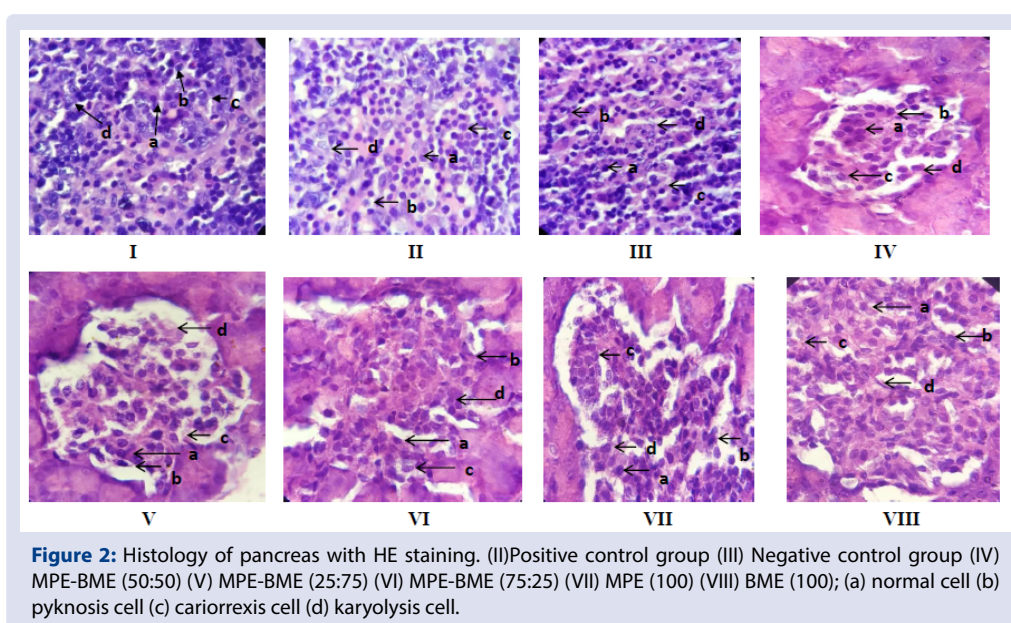 b
c
d
a
d
c
a
b
b
d
a
c
b
a
c
d
I
II
III
IV
d
c
a
b
b
d
a
c
c
d
b
a
a
b
c
d
V
VI
VII
VIII
Figure 2: Histology of pancreas with HE staining. (II)Positive control group (III) Negative control group (IV)
MPE-BME (50:50) (V) MPE-BME (25:75) (VI) MPE-BME (75:25) (VII) MPE (100) (VIII) BME (100); (a) normal cell (b)
pyknosis cell (c) cariorrexis cell (d) karyolysis cell.